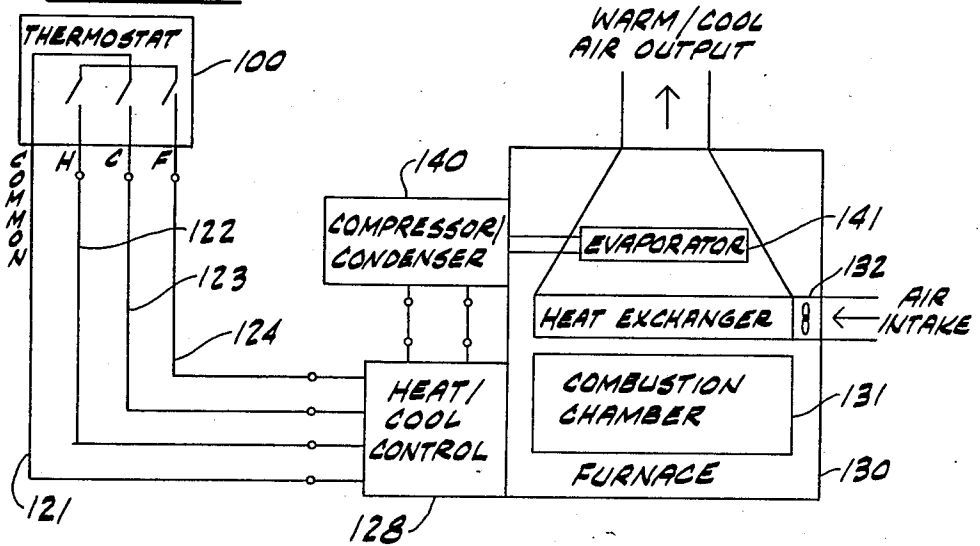 THERMOSTAT
100
COMMON
H C F
122
123
124
121
140
COMPRESSOR/
CONDENSER
HEAT/
COOL
CONTROL
128
WARM/COOL
AIR OUTPUT
EVAPORATOR
141
132
HEAT EXCHANGER
AIR
INTAKE
COMBUSTION
CHAMBER
131
FURNACE
130